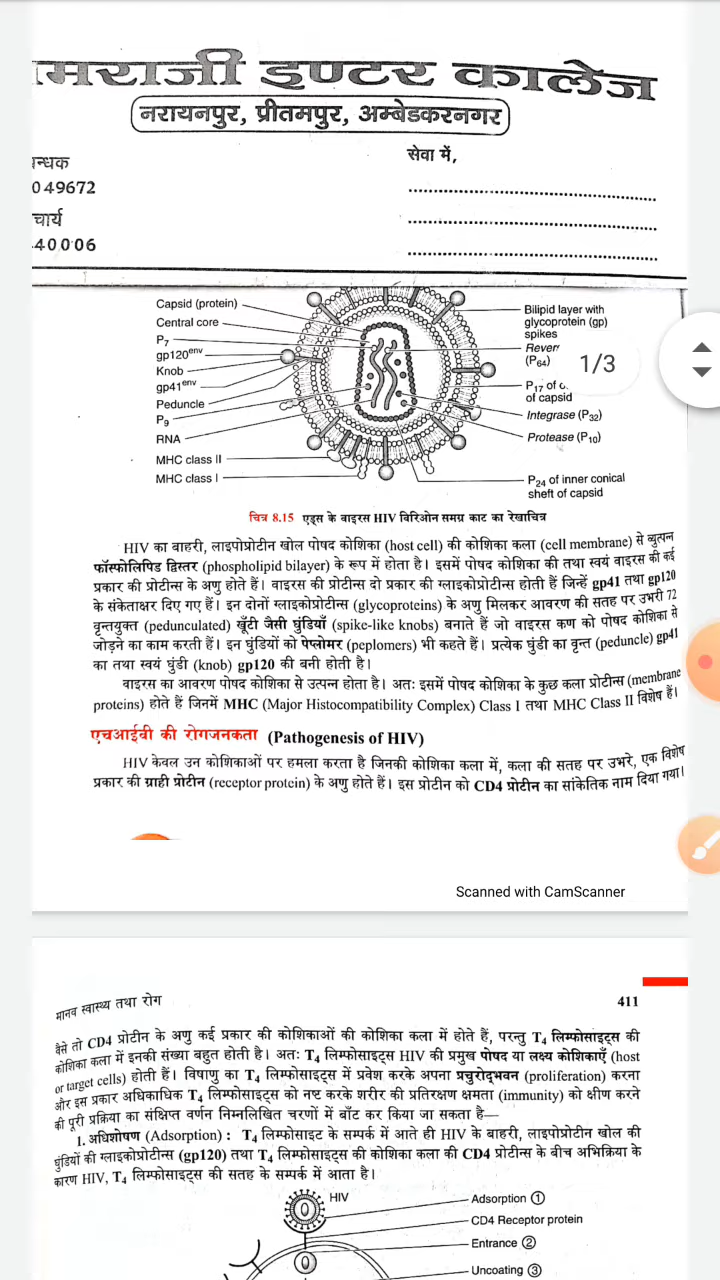 मराजी इण्टर कालेज
नरायनपुर, प्रीतमपुर, अम्बेडकरनगर
न्धक
049672
चार्य
40006
सेवा में,
Capsid (protein)
Central core
P7
gp120env
Knob
gp41env
Peduncle
P9
RNA
MHC class II
MHC class I
Bilipid layer with
glycoprotein (gp)
spikes
(P64)
1/3
P17 of
of capsid
Integrase (P32)
Protease (P10)
P24 of inner conical
sheft of capsid
चित्र 8.15 एड्स के वाइरस HIV विरिओन समग्र काट का रेखाचित्र
HIV का बाहरी, लाइपोप्रोटीन खोल पोषद कोशिका (host cell) की कोशिका कला (cell membrane) से व्युत्पन्न
फॉस्फोलिपिड द्विस्तर (phospholipid bilayer) के रूप में होता है। इसमें पोषद कोशिका की तथा स्वयं वाइरस की कई
प्रकार की प्रोटीन्स के अणु होते हैं। वाइरस की प्रोटीन्स दो प्रकार की ग्लाइकोप्रोटीन्स होती हैं जिन्हें gp41 तथा gp120
के संकेताक्षर दिए गए हैं। इन दोनों ग्लाइकोप्रोटीन्स (glycoproteins) के अणु मिलकर आवरण की सतह पर उभरी 72
वृन्तयुक्त (pedunculated) खूँटी जैसी घुंडियाँ (spike-like knobs) बनाते हैं जो वाइरस कण को पोषद कोशिका से
जोड़ने का काम करती हैं। इन घुंडियों को पेप्लोमर (peplomers) भी कहते हैं। प्रत्येक घुंडी का वृन्त (peduncle) gp41
का तथा स्वयं घुंडी (knob) gp120 की बनी होती है।
वाइरस का आवरण पोषद कोशिका से उत्पन्न होता है। अतः इसमें पोषद कोशिका के कुछ कला प्रोटीन्स (membrane
proteins) होते हैं जिनमें MHC (Major Histocompatibility Complex) Class I तथा MHC Class II विशेष हैं।
एचआईवी की रोगजनकता (Pathogenesis of HIV)
HIV केवल उन कोशिकाओं पर हमला करता है जिनकी कोशिका कला में, कला की सतह पर उभरे, एक विशेष
प्रकार की ग्राही प्रोटीन (receptor protein) के अणु होते हैं। इस प्रोटीन को CD4 प्रोटीन का सांकेतिक नाम दिया गया।
Scanned with CamScanner
मानव स्वास्थ्य तथा रोग
411
वैसे तो CD4 प्रोटीन के अणु कई प्रकार की कोशिकाओं की कोशिका कला में होते हैं, परन्तु T4 लिम्फोसाइट्स की
कोशिका कला में इनकी संख्या बहुत होती है। अतः T4 लिम्फोसाइट्स HIV की प्रमुख पोषद या लक्ष्य कोशिकाएँ (host
or target cells) होती हैं। विषाणु का T4 लिम्फोसाइट्स में प्रवेश करके अपना प्रचुरोद्भवन (proliferation) करना
और इस प्रकार अधिकाधिक T4 लिम्फोसाइट्स को नष्ट करके शरीर की प्रतिरक्षण क्षमता (immunity) को क्षीण करने
की पूरी प्रक्रिया का संक्षिप्त वर्णन निम्नलिखित चरणों में बाँट कर किया जा सकता है—
1. अधिशोषण (Adsorption) : T4 लिम्फोसाइट के सम्पर्क में आते ही HIV के बाहरी, लाइपोप्रोटीन खोल की
घुंडियों की ग्लाइकोप्रोटीन्स (gp120) तथा T4 लिम्फोसाइट्स की कोशिका कला की CD4 प्रोटीन्स के बीच अभिक्रिया के
कारण HIV, T4 लिम्फोसाइट्स की सतह के सम्पर्क में आता है।
HIV
Adsorption ①
CD4 Receptor protein
Entrance ②
Uncoating ③